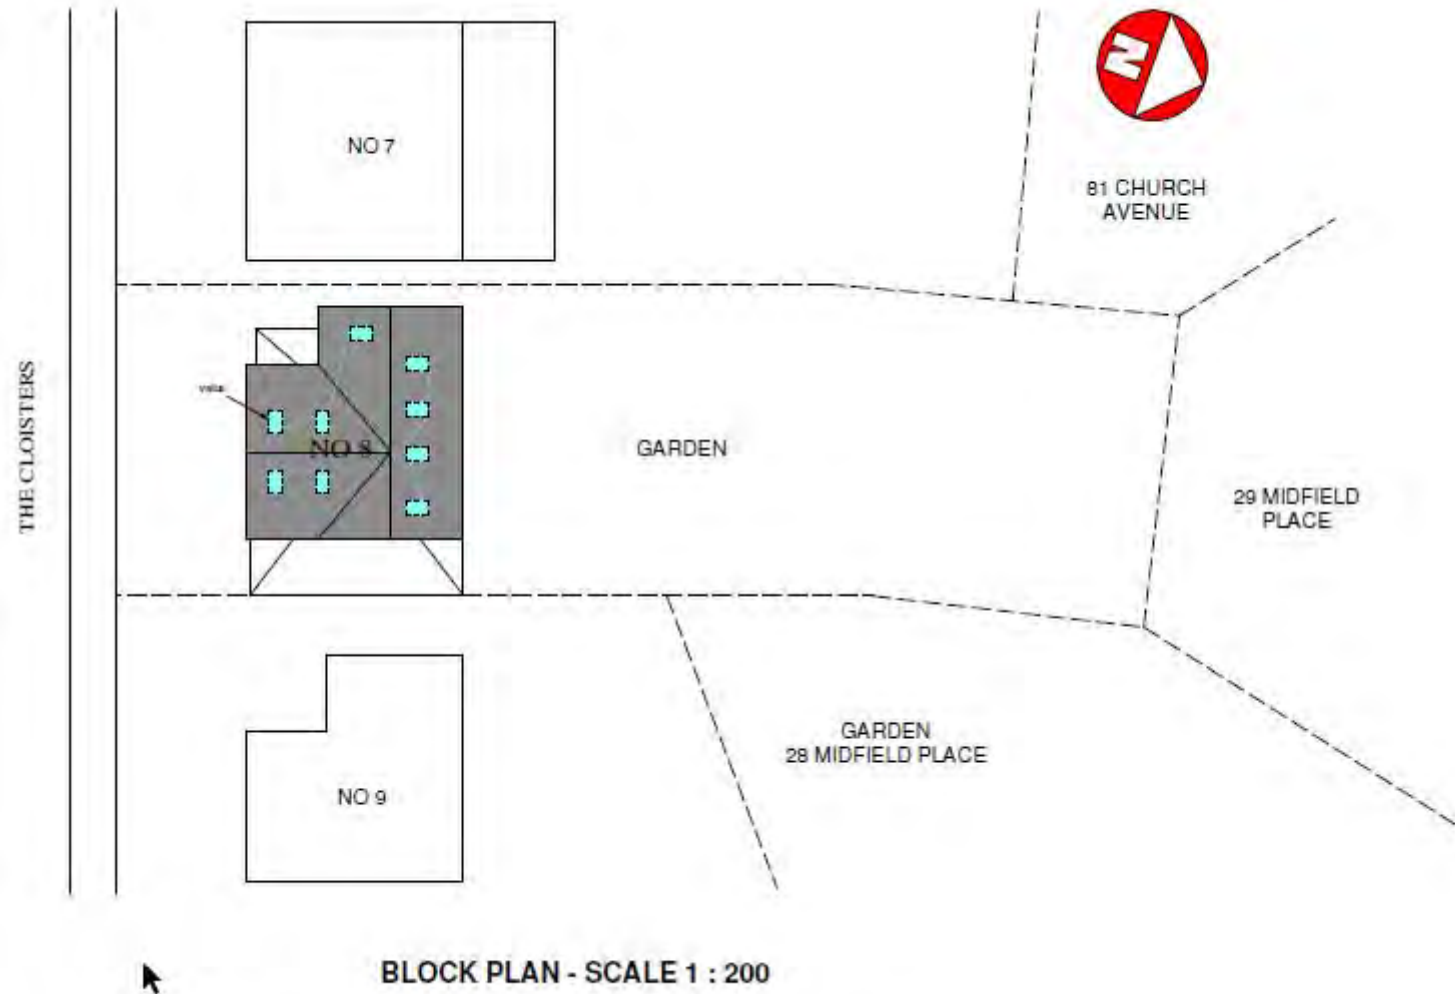 N
NO 7
81 CHURCH
AVENUE
THE CLOISTERS
NO 8
GARDEN
29 MIDFIELD
PLACE
GARDEN
28 MIDFIELD PLACE
NO 9
BLOCK PLAN - SCALE 1 : 200